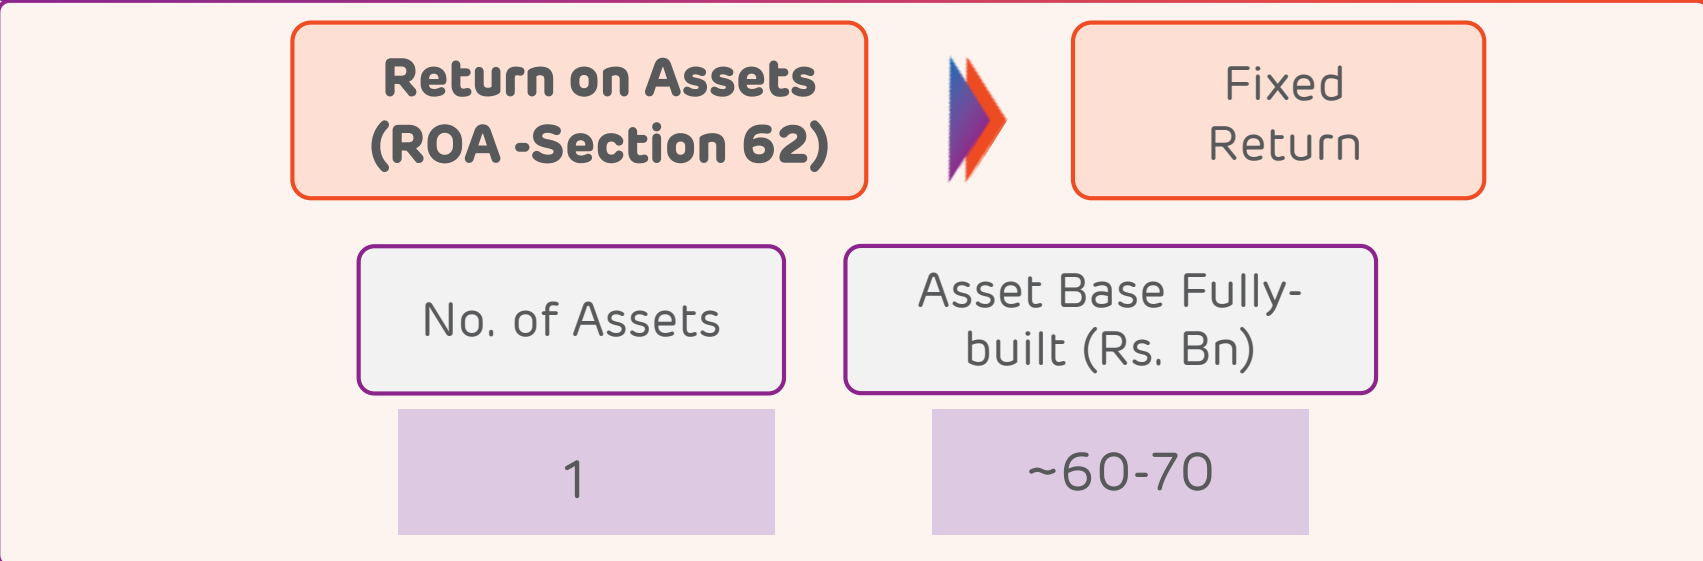 Return on Assets
(ROA -Section 62)
Fixed
Return
No. of Assets
Asset Base Fully-
built (Rs. Bn)
1
~60-70